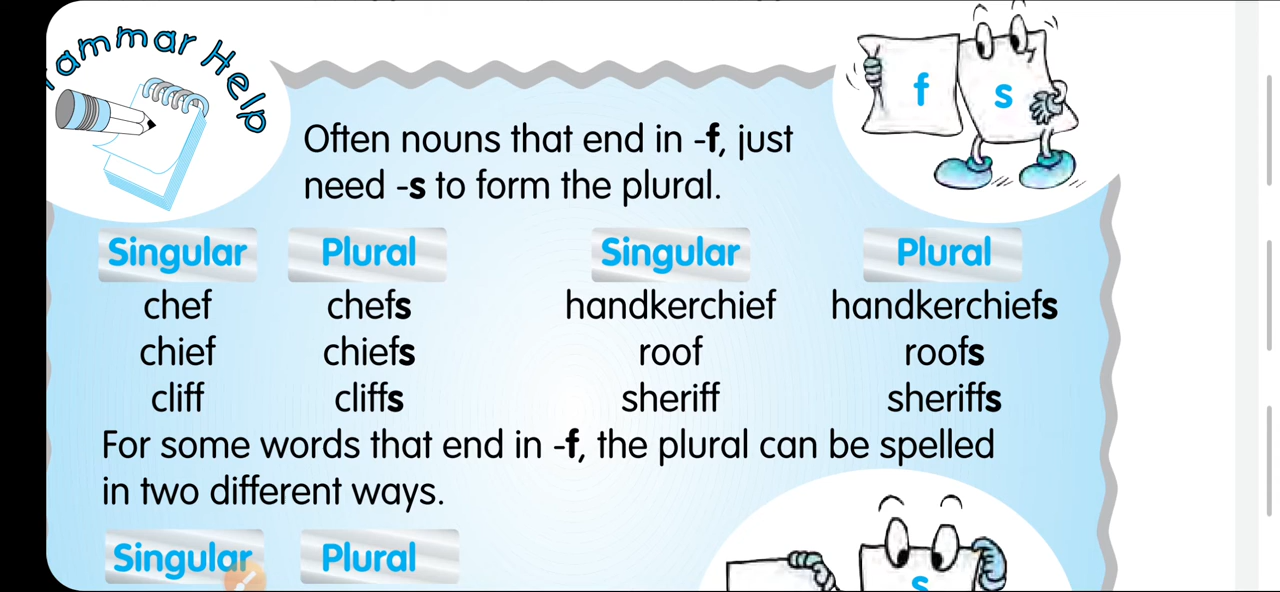 Grammar Help
f s
Often nouns that end in -f, just
need -s to form the plural.
Singular Plural Singular Plural
chef chefs handkerchief handkerchiefs
chief chiefs roof roofs
cliff cliffs sheriff sheriffs
For some words that end in -f, the plural can be spelled
in two different ways.
Singular Plural
s